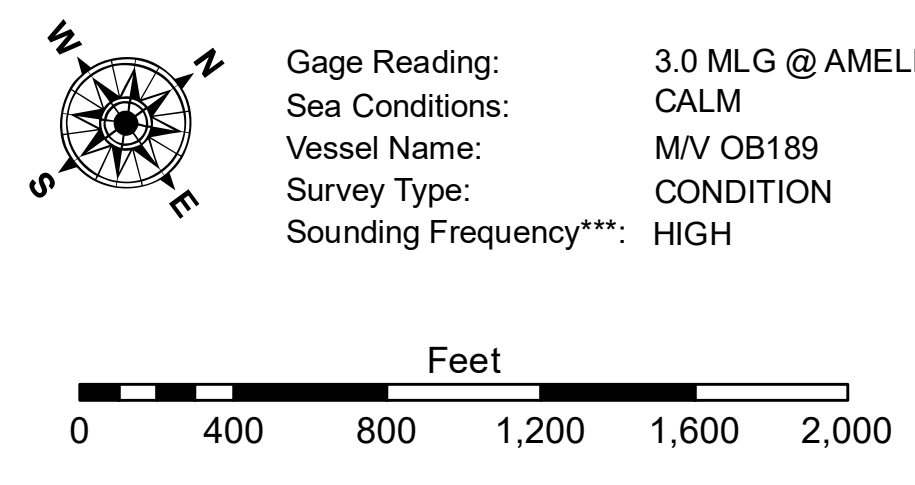 W
N
S
E
Gage Reading: 3.0 MLG @
Sea Conditions: CALM
Vessel Name: M/V OB189
Survey Type: CONDITION
Sounding Frequency***: HIGH
Feet
0 400 800 1,200 1,600 2,000